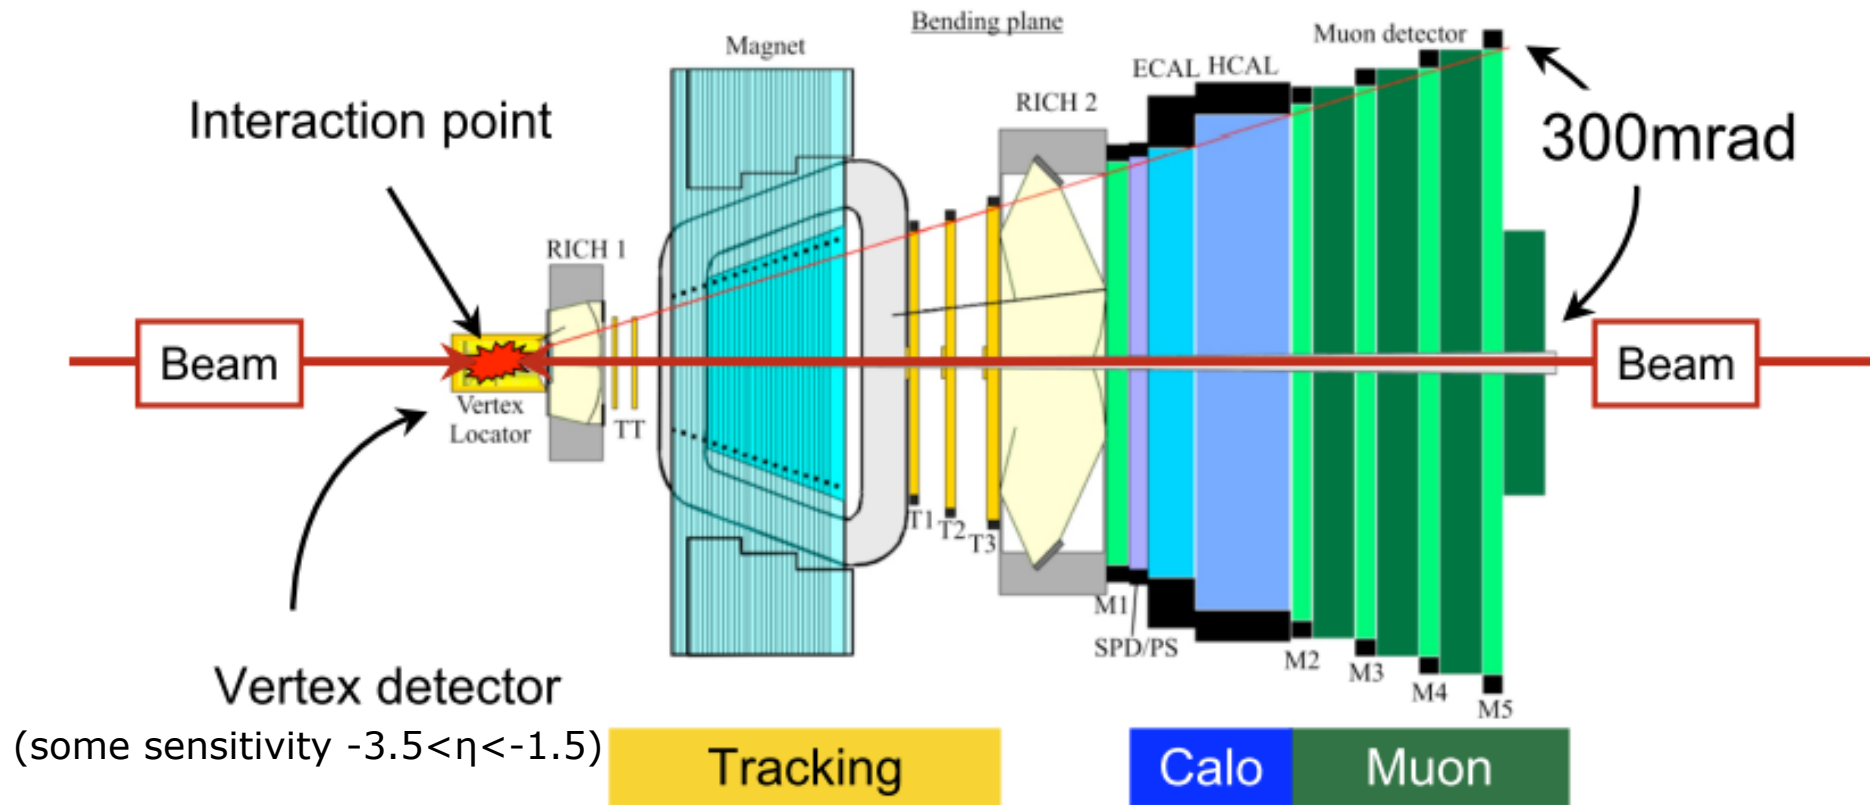 Bending plane
Magnet
Muon detector
ECAL HCAL
RICH 2
Interaction point
300mrad
RICH 1
Beam
Beam
Vertex
Locator
TT
T1
T2
T3
M1
SPD/PS
M2
M3
M4
M5
Vertex detector
(some sensitivity -3.5<η<-1.5)
Tracking
Calo
Muon